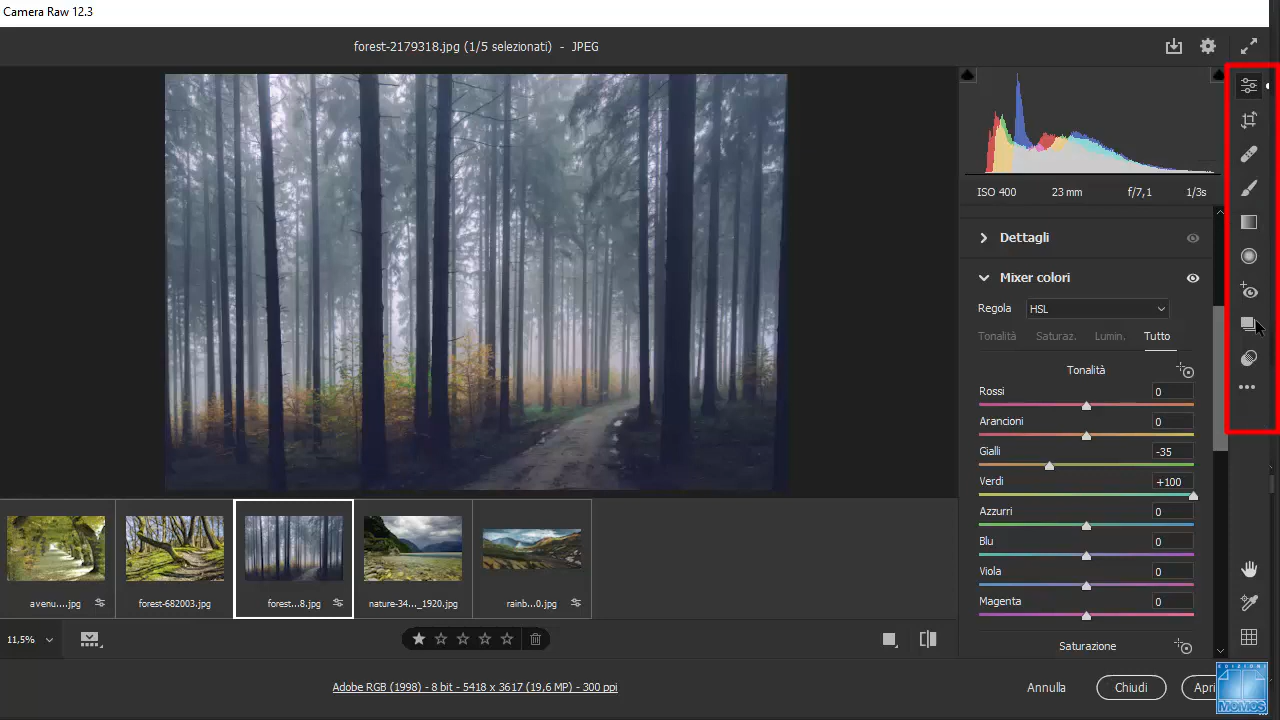 Camera Raw 12.3
forest-2179318.jpg (1/5 selezionati) - JPEG
ISO 400 23 mm f/7,1 1/3s
Dettagli
Mixer colori
Regola HSL
Tonalità Saturaz. Lumin. Tutto
Tonalità
Rossi 0
Arancioni 0
Gialli -35
Verdi +100
Azzurri 0
Blu 0
Viola 0
Magenta 0
Saturazione
avenu....jpg
forest-682003.jpg
forest...8.jpg
nature-34..._1920.jpg
rainb...0.jpg
11,5%
Adobe RGB (1998) - 8 bit - 5418 x 3617 (19,6 MP) - 300 ppi
Annulla Chiudi Apri
EDIZIONI
MOMOS